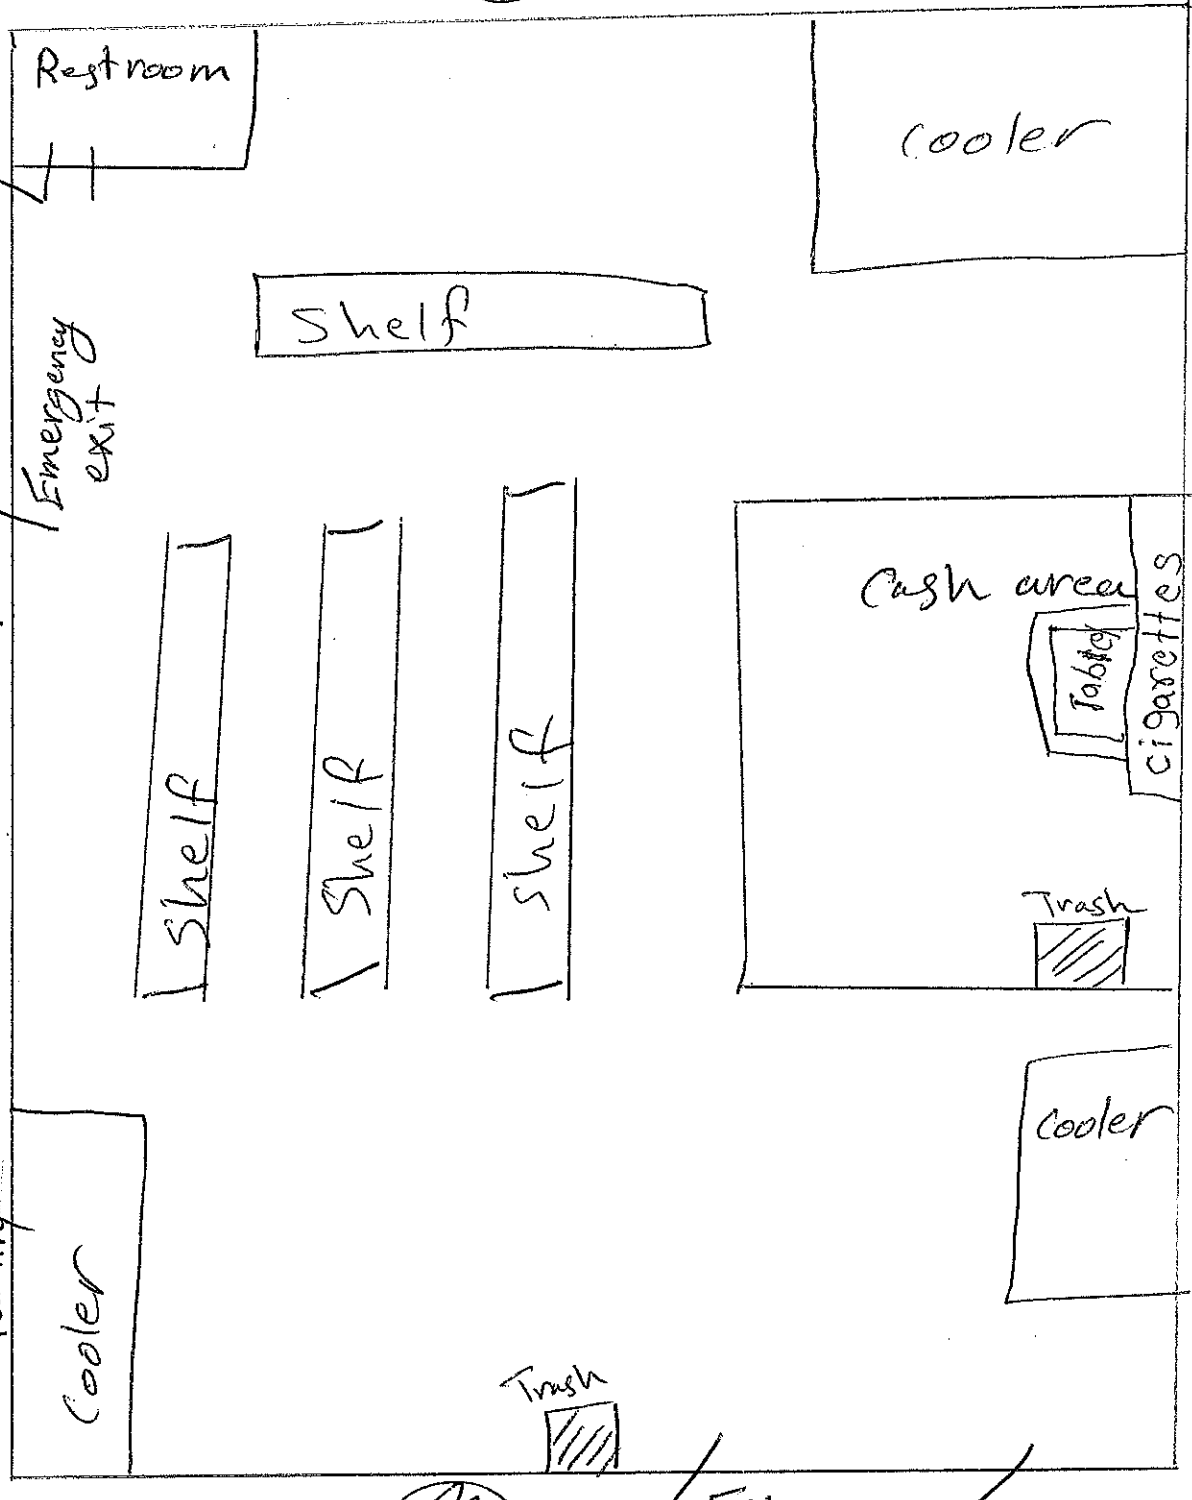 Restroom
Cooler
Shelf
Emergency
exit
Cash area
Table
Cigarettes
Shelf
Shelf
Shelf
Trash
Cooler
Cooler
Trash